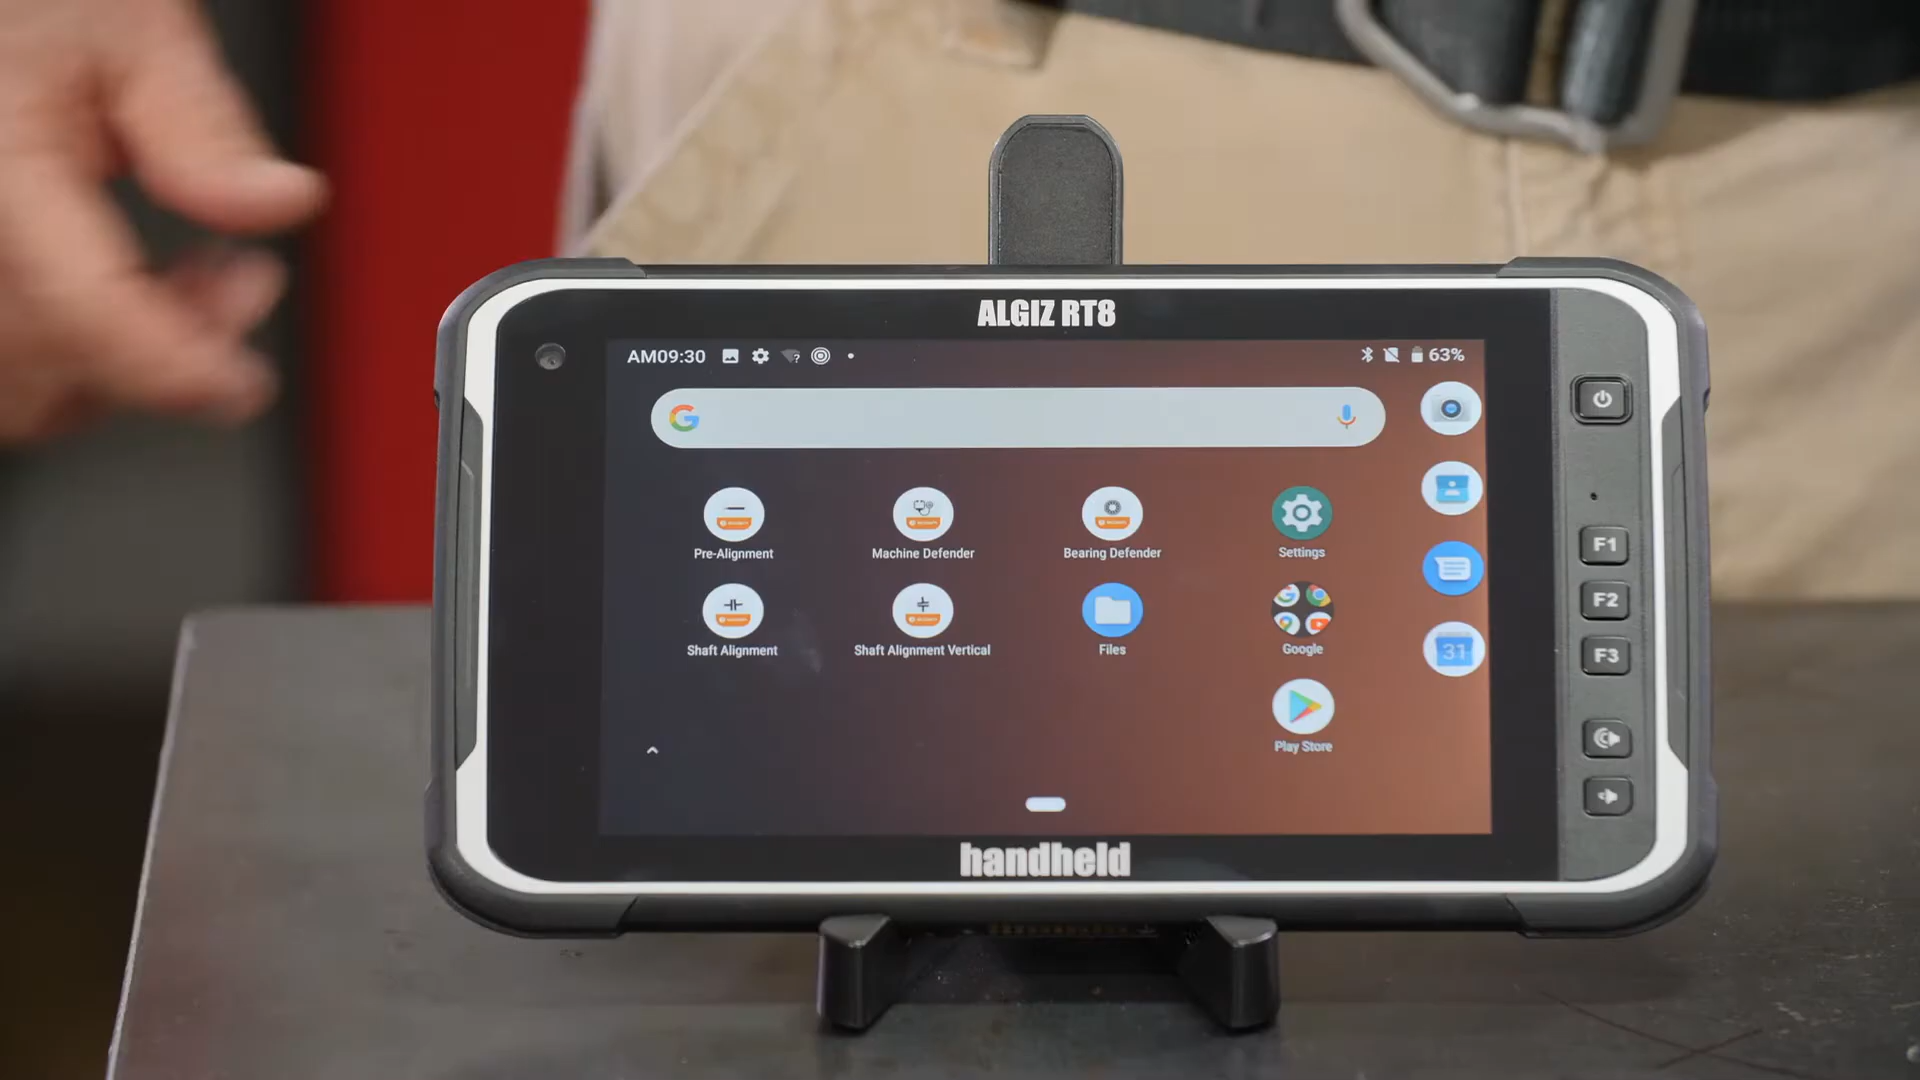 ALGIZ RT8
AM09:30
?
63%
G
Pre-Alignment
Machine Defender
Bearing Defender
Settings
Shaft Alignment
Shaft Alignment Vertical
Files
Google
Play Store
31
F1
F2
F3
handheld